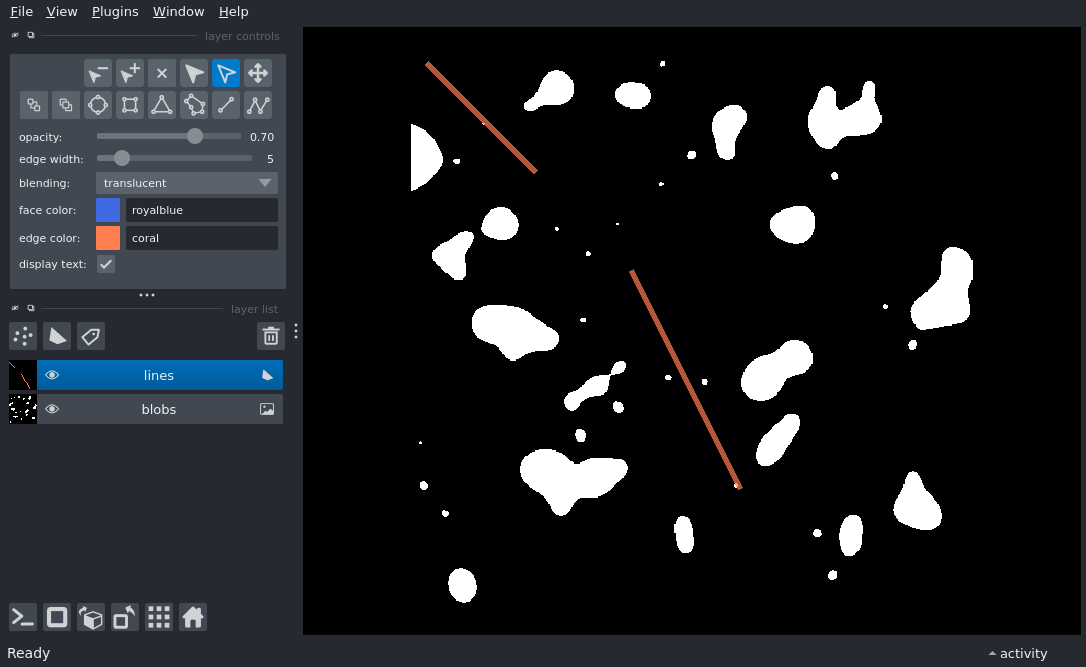 File View Plugins Window Help
layer controls
opacity: 0.70
edge width: 5
blending: translucent
face color: royalblue
edge color: coral
display text:
layer list
lines
blobs
Ready
activity